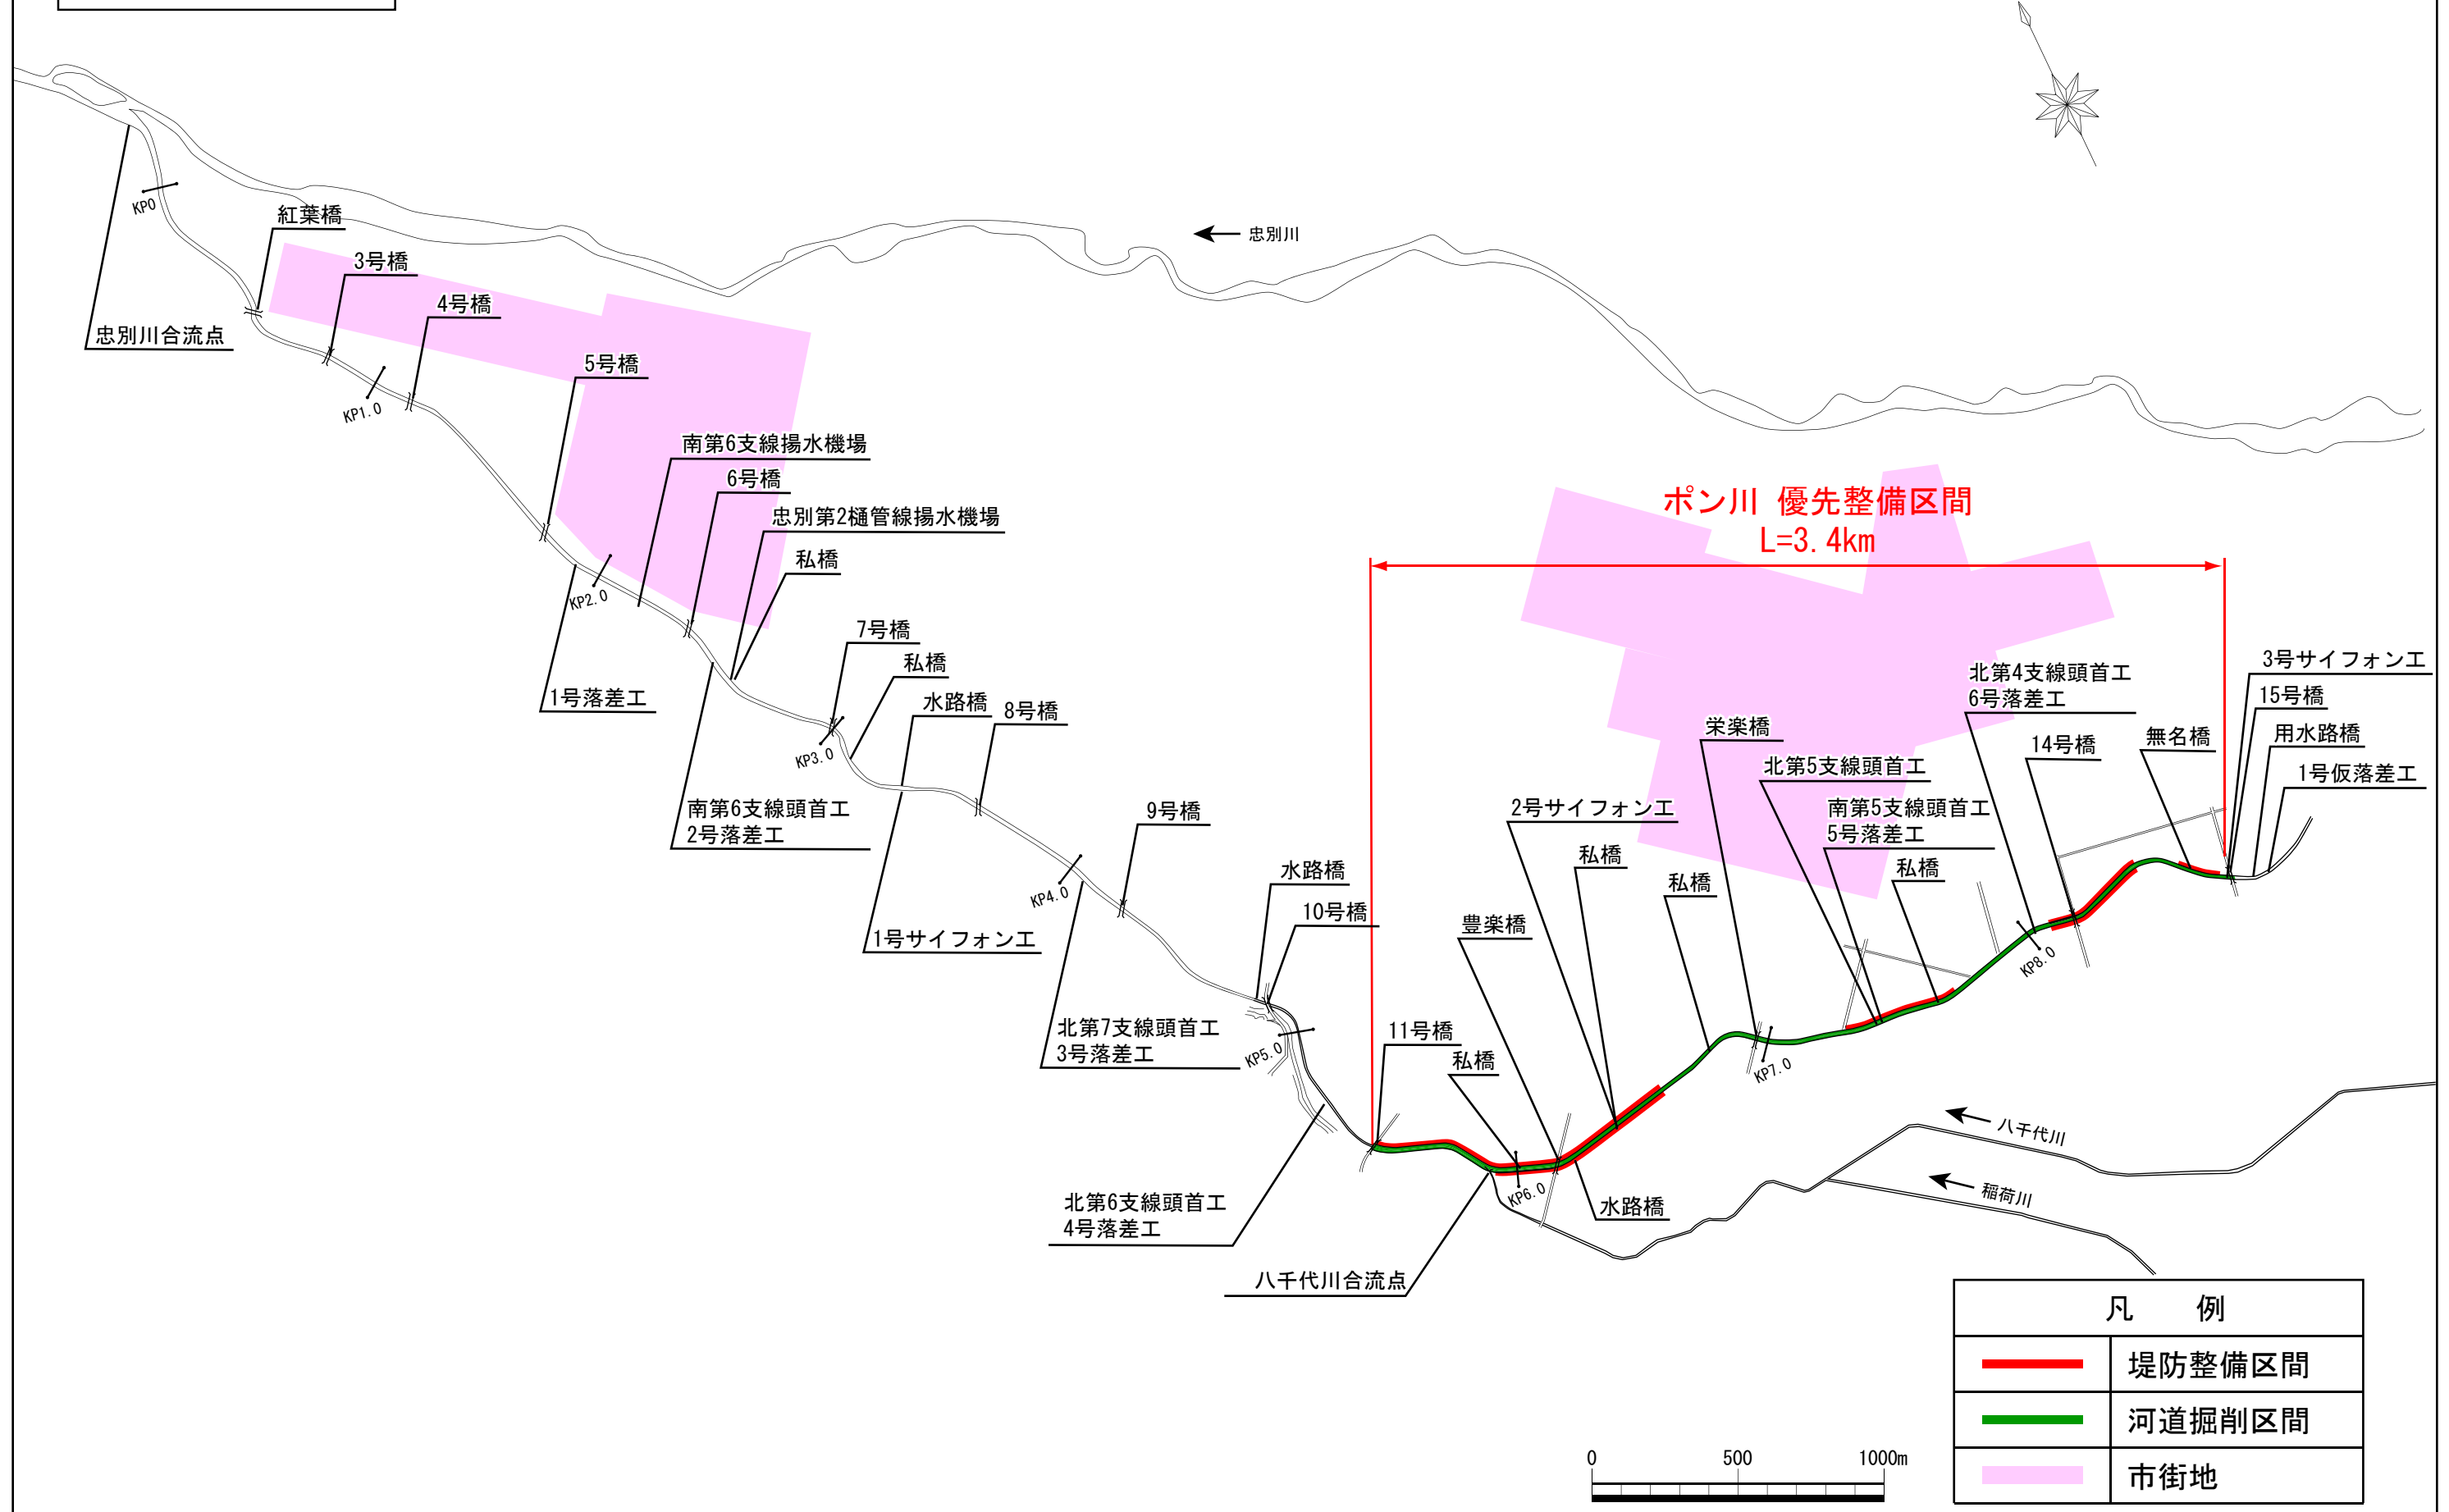 忠別川
KP0
紅葉橋
3号橋
4号橋
忠別川合流点
5号橋
KP1.0
南第6支線揚水機場
6号橋
忠別第2樋管線揚水機場
私橋
ポン川 優先整備区間
L=3.4km
KP2.0
7号橋
私橋
水路橋
8号橋
1号落差工
KP3.0
南第6支線頭首工
2号落差工
9号橋
KP4.0
1号サイフォン工
水路橋
10号橋
北第7支線頭首工
3号落差工
KP5.0
11号橋
私橋
豊楽橋
2号サイフォン工
私橋
私橋
栄楽橋
北第5支線頭首工
南第5支線頭首工
5号落差工
私橋
北第4支線頭首工
6号落差工
14号橋
無名橋
3号サイフォン工
15号橋
用水路橋
1号仮落差工
KP8.0
KP7.0
KP6.0
水路橋
八千代川
稲荷川
北第6支線頭首工
4号落差工
八千代川合流点
凡 例
堤防整備区間
河道掘削区間
市街地
0 500 1000m